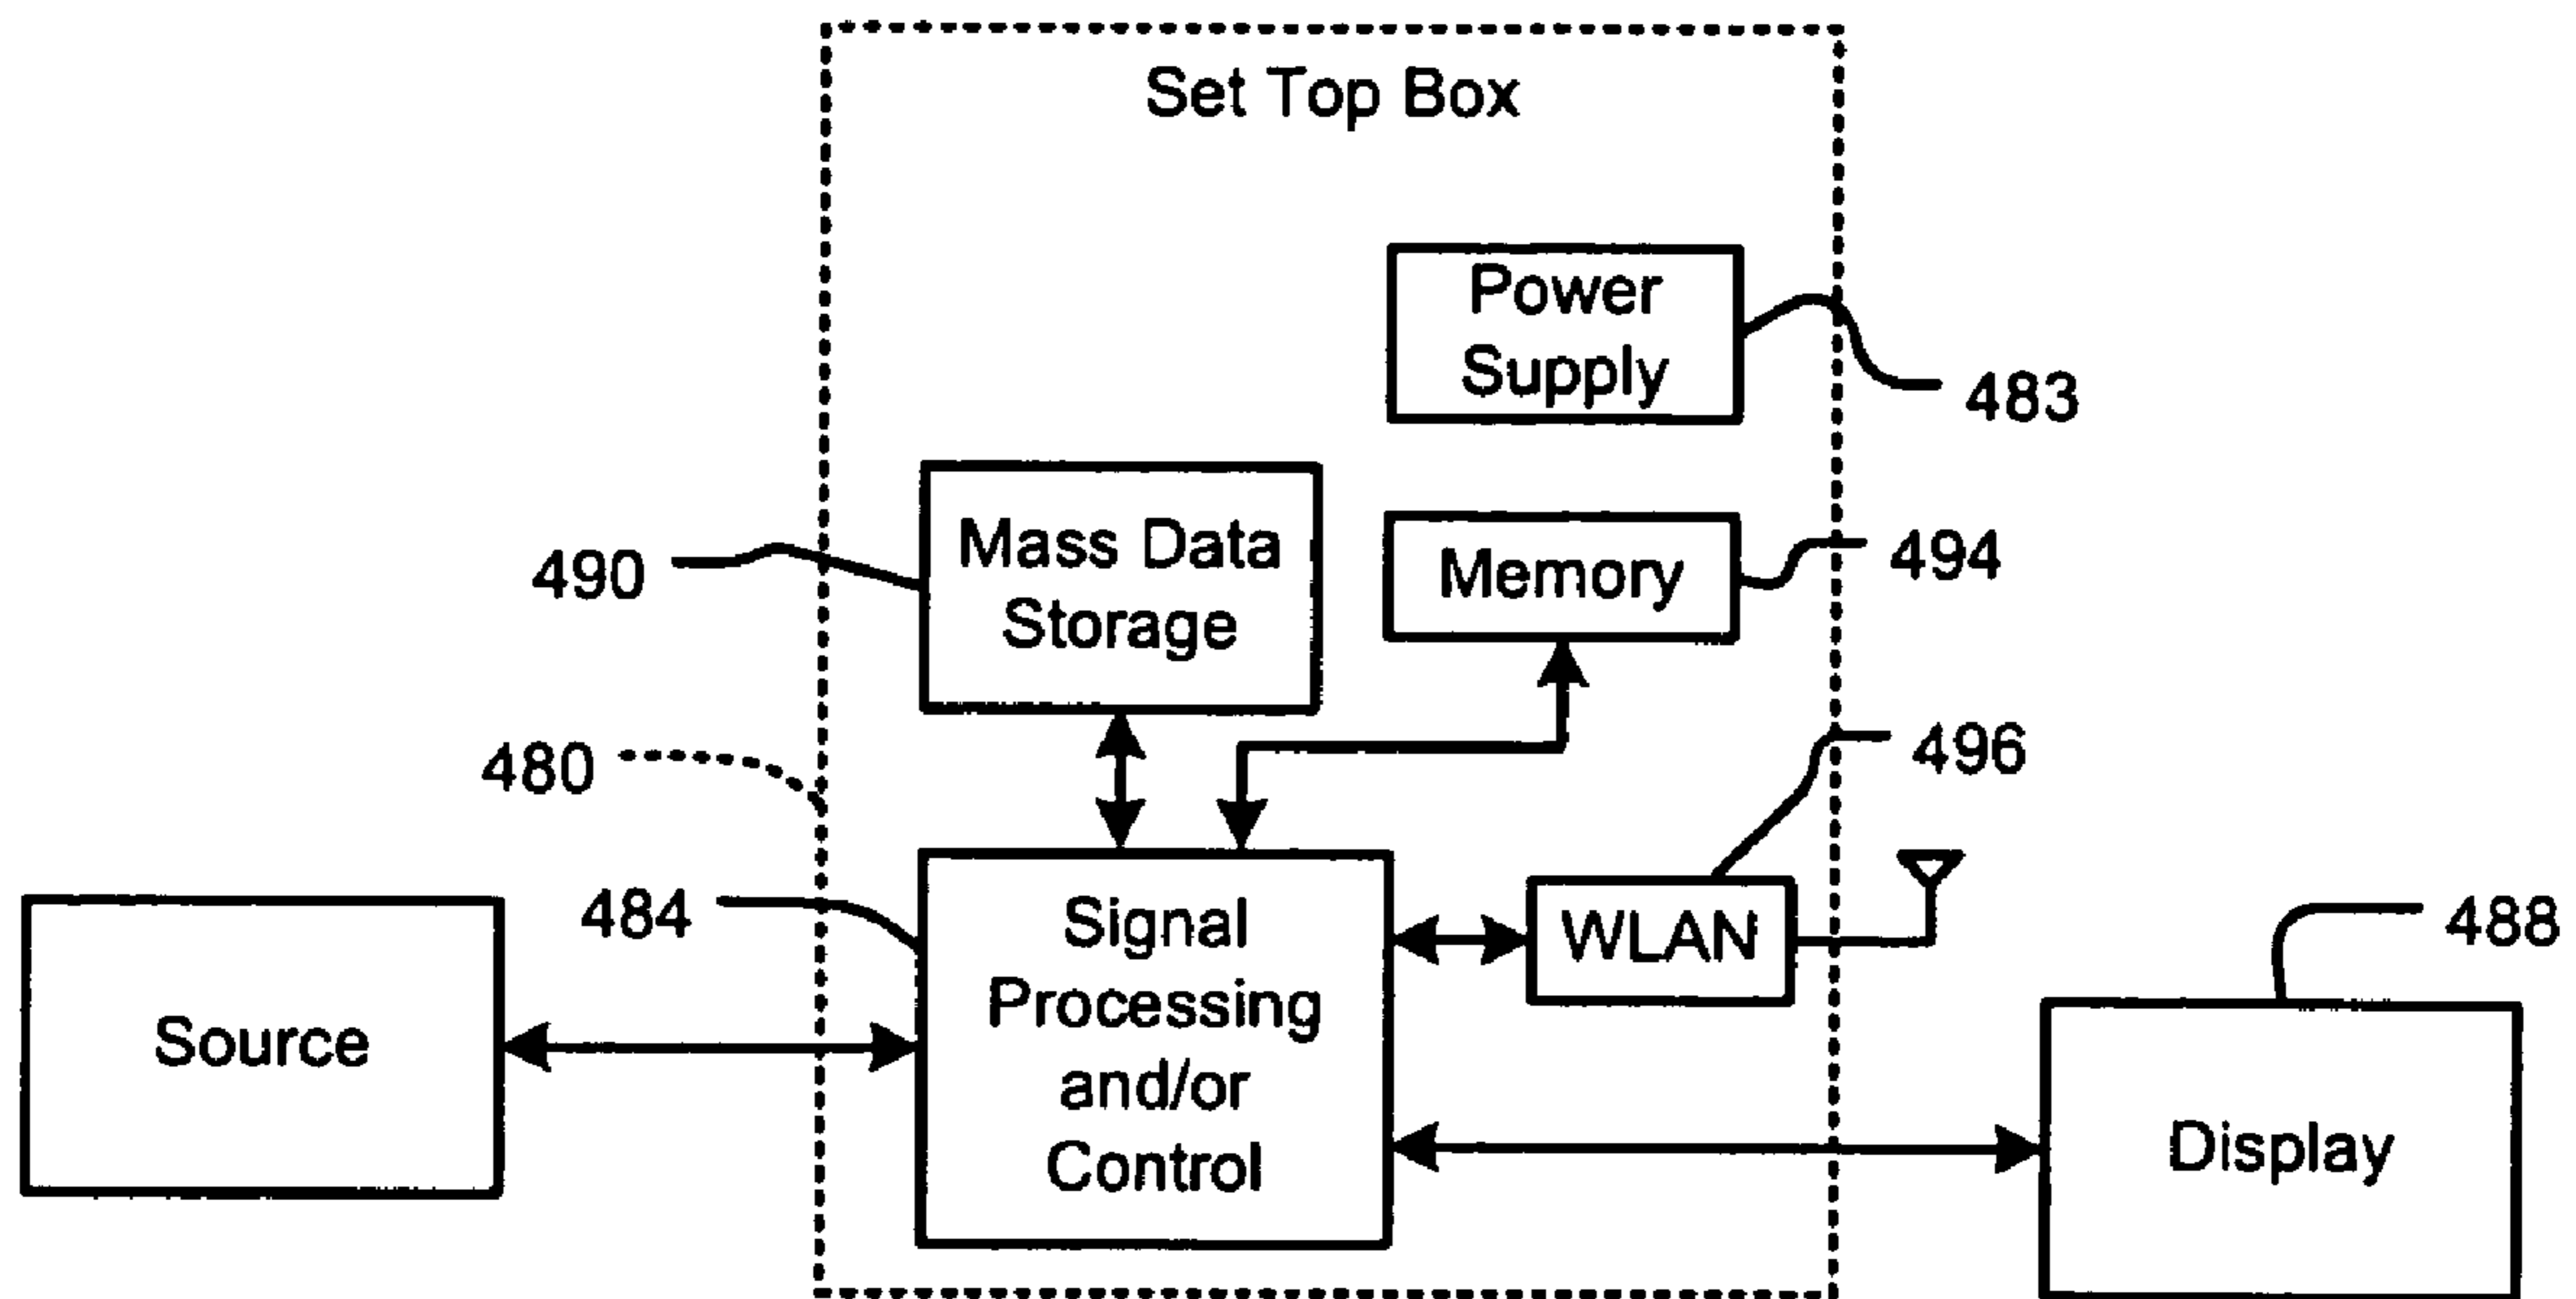 Set Top Box
Power
Supply
483
Mass Data
Storage
490
Memory
494
480
496
484
Signal
Processing
and/or
Control
WLAN
488
Source
Display